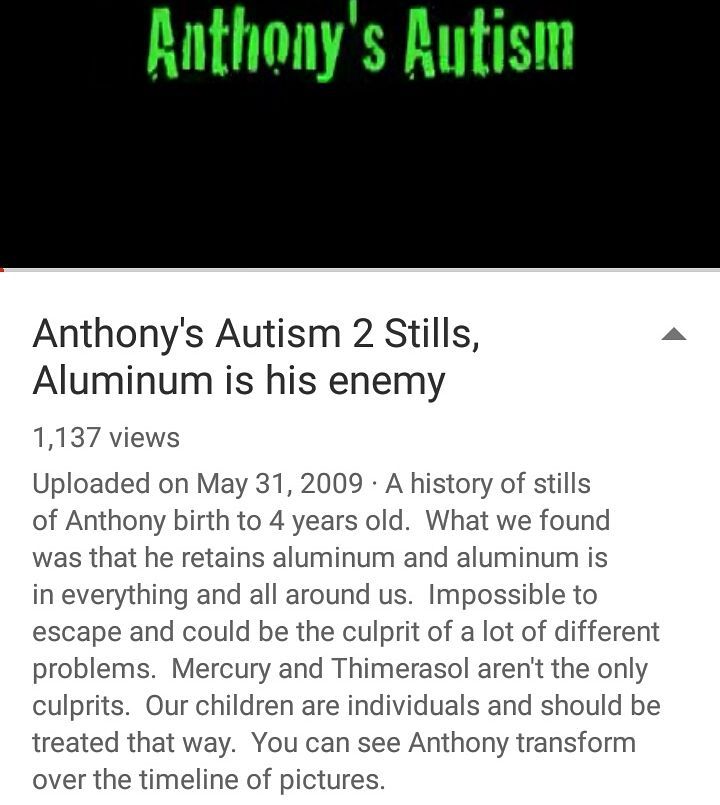 Anthony's Autism
Anthony's Autism 2 Stills,
Aluminum is his enemy
1,137 views
Uploaded on May 31, 2009 · A history of stills
of Anthony birth to 4 years old.  What we found
was that he retains aluminum and aluminum is
in everything and all around us.  Impossible to
escape and could be the culprit of a lot of different
problems.  Mercury and Thimerasol aren't the only
culprits.  Our children are individuals and should be
treated that way.  You can see Anthony transform
over the timeline of pictures.